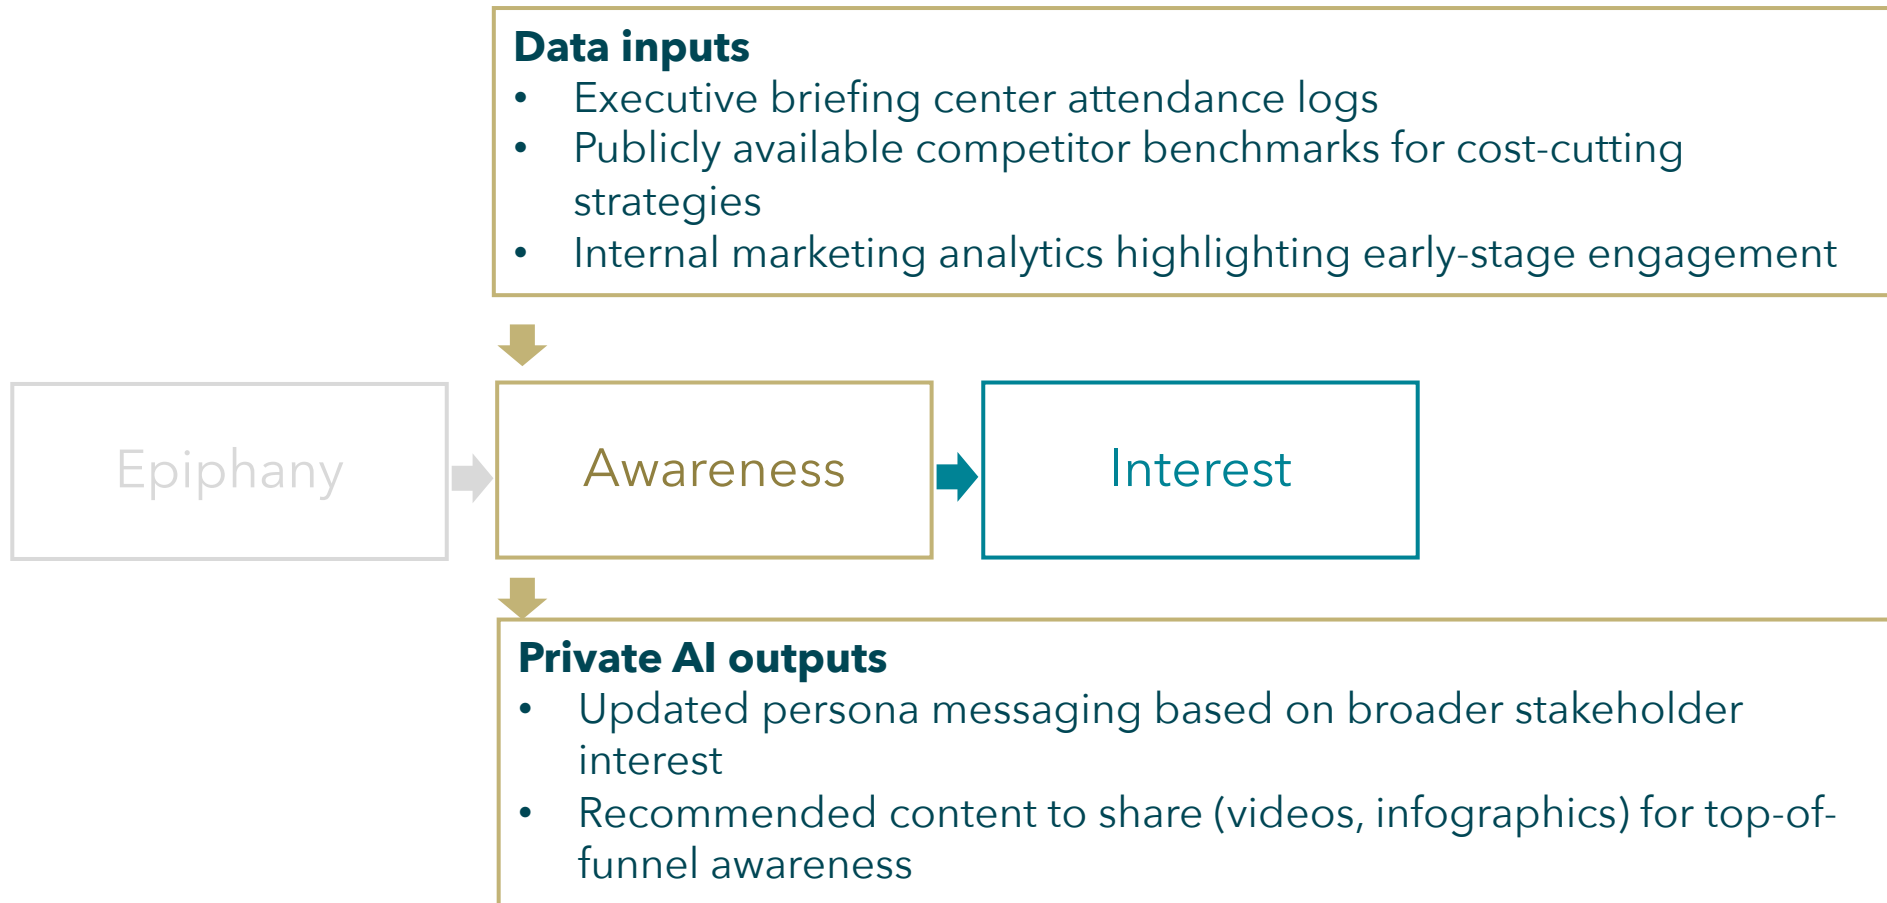 Data inputs
• Executive briefing center attendance logs
• Publicly available competitor benchmarks for cost-cutting
strategies
• Internal marketing analytics highlighting early-stage engagement
Epiphany
Awareness
Interest
Private AI outputs
• Updated persona messaging based on broader stakeholder
interest
• Recommended content to share (videos, infographics) for top-of-
funnel awareness